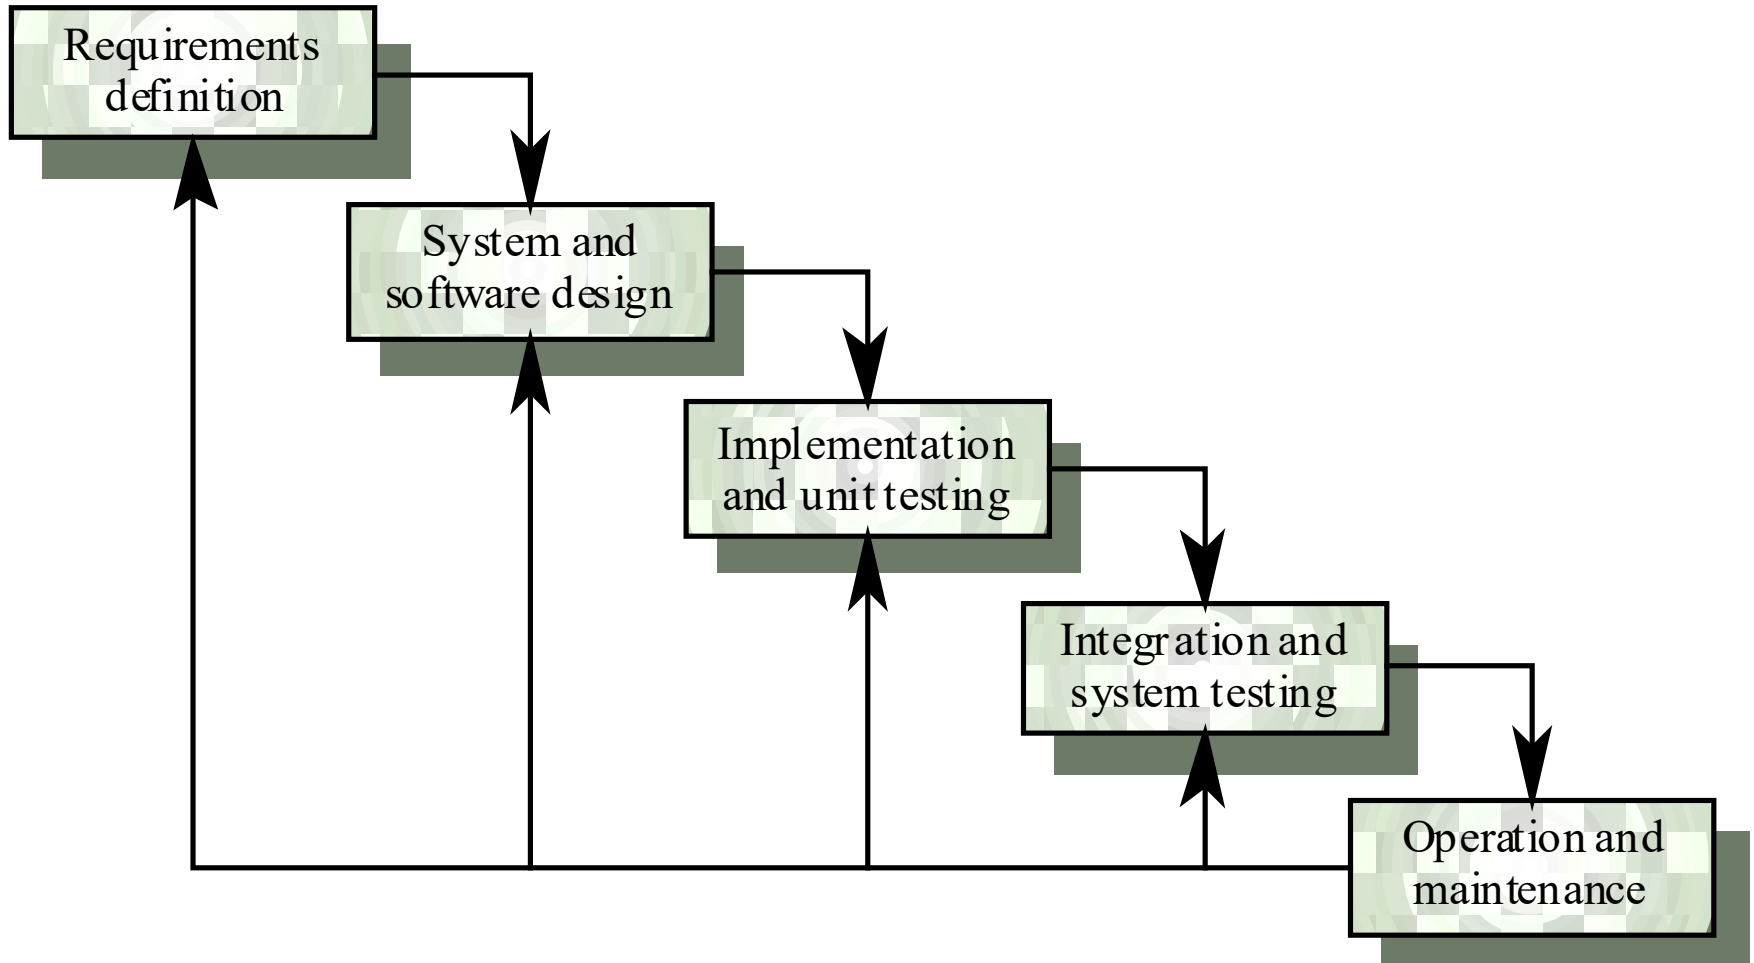 Requirements
definition
System and
software design
Implementation
and unit testing
Integration and
system testing
Operation and
maintenance